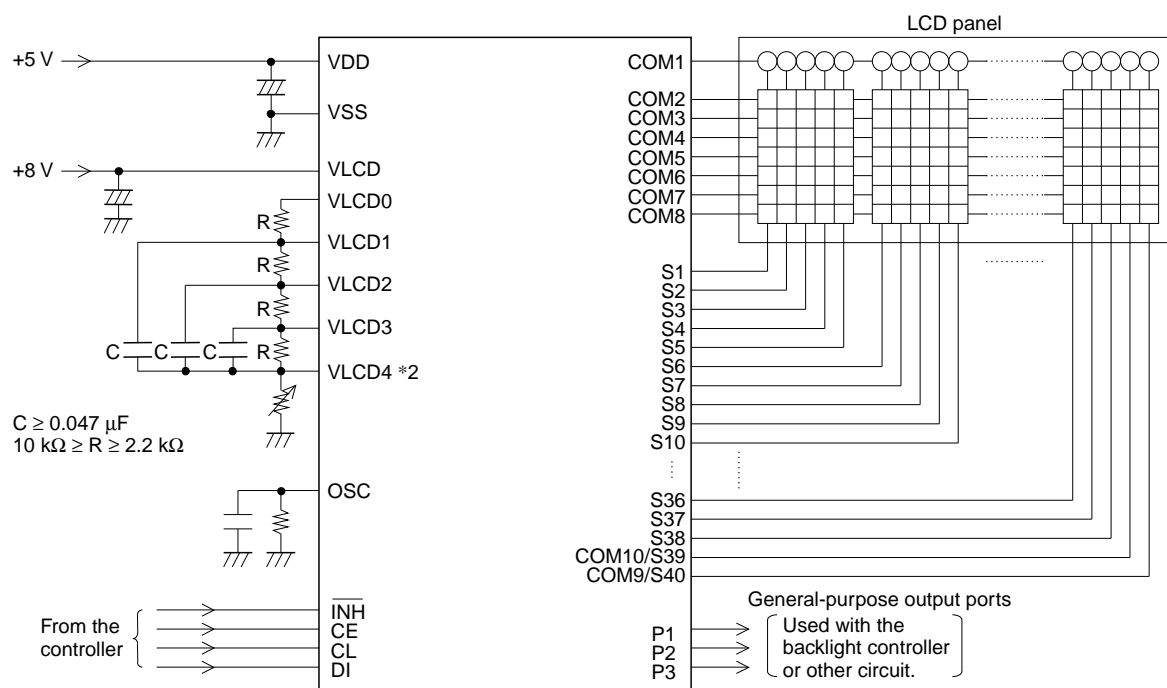 LCD panel
+5 V
VDD
COM1
VSS
COM2
COM3
COM4
COM5
COM6
COM7
COM8
+8 V
VLCD
VLCD0
R
VLCD1
R
VLCD2
R
VLCD3
R
C
C
C
VLCD4 *2
C ≥ 0.047 μF
10 kΩ ≥ R ≥ 2.2 kΩ
OSC
S1
S2
S3
S4
S5
S6
S7
S8
S9
S10
S36
S37
S38
COM10/S39
COM9/S40
From the
controller
INH
CE
CL
DI
General-purpose output ports
P1
P2
P3
Used with the
backlight controller
or other circuit.